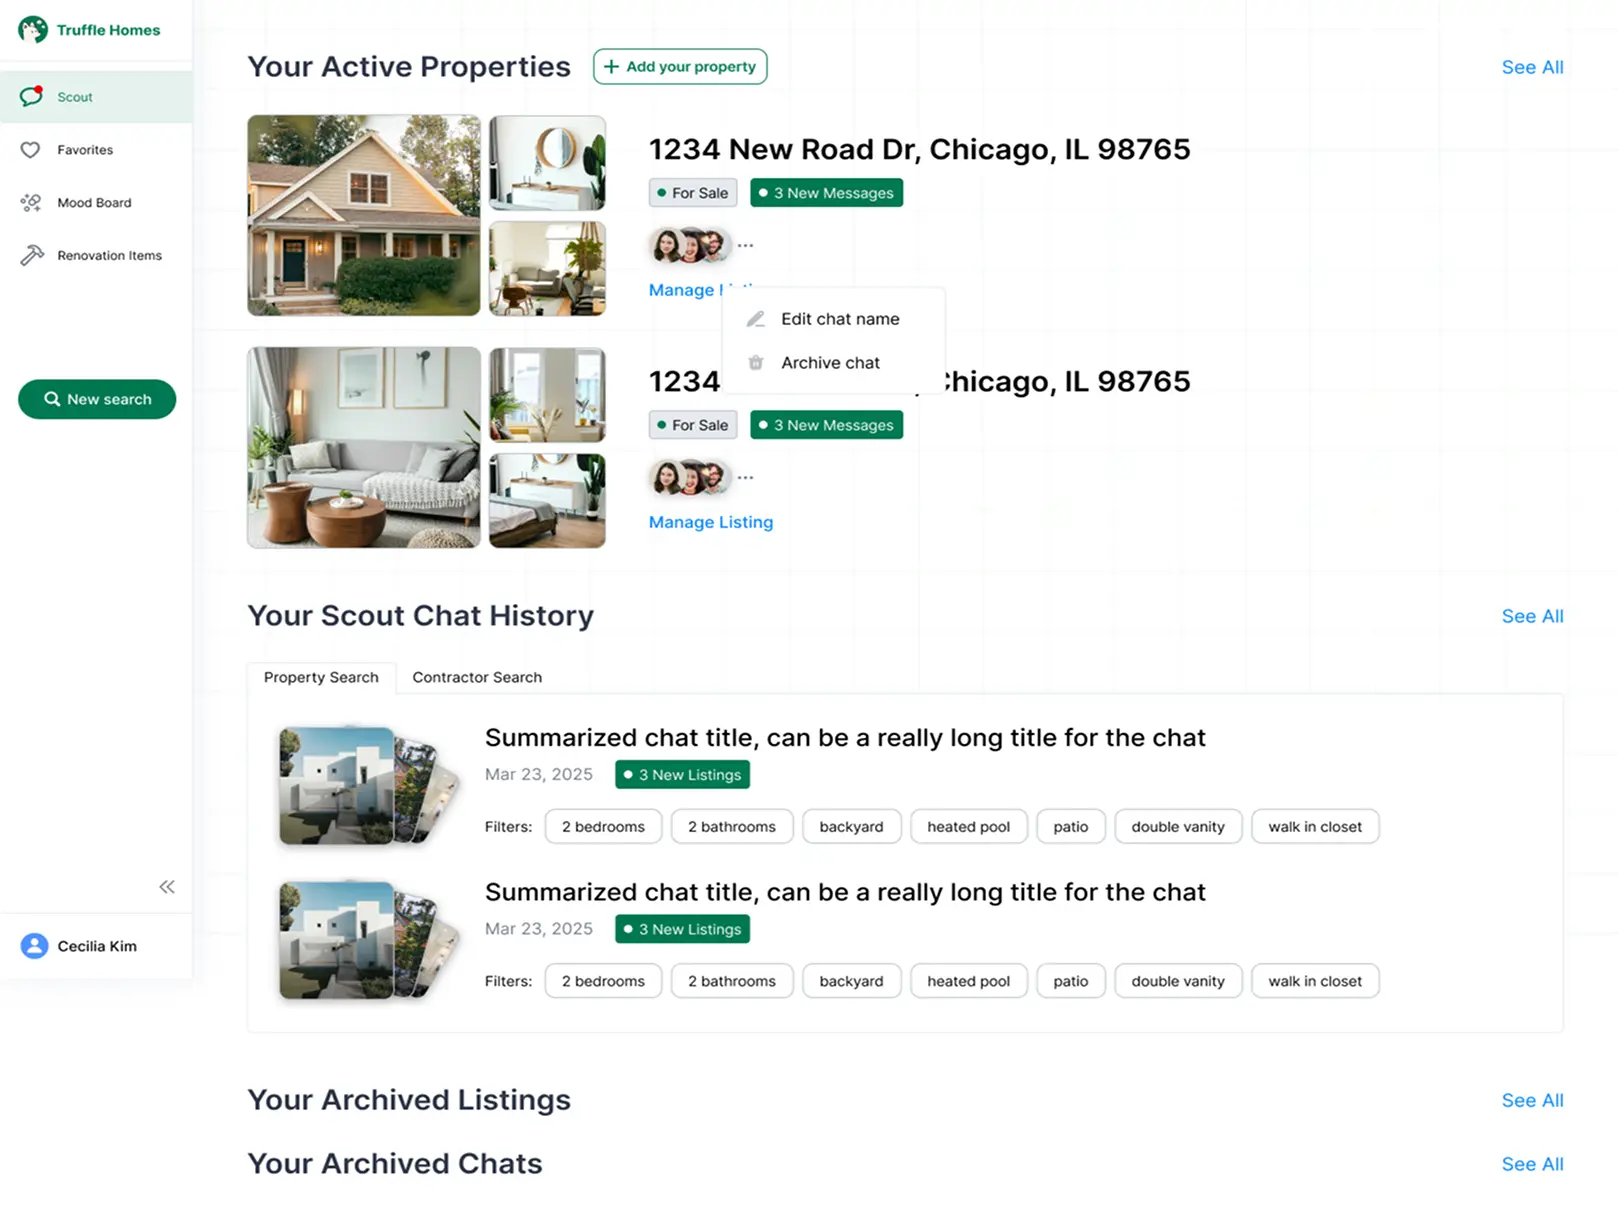 Truffle Homes
Scout
Favorites
Mood Board
Renovation Items
New search
Cecilia Kim
Your Active Properties
Add your property
See All
1234 New Road Dr, Chicago, IL 98765
For Sale
3 New Messages
Manage
Edit chat name
Archive chat
1234
Chicago, IL 98765
For Sale
3 New Messages
Manage Listing
Your Scout Chat History
See All
Property Search
Contractor Search
Summarized chat title, can be a really long title for the chat
Mar 23, 2025
3 New Listings
Filters: 2 bedrooms 2 bathrooms backyard heated pool patio double vanity walk in closet
Summarized chat title, can be a really long title for the chat
Mar 23, 2025
3 New Listings
Filters: 2 bedrooms 2 bathrooms backyard heated pool patio double vanity walk in closet
Your Archived Listings
See All
Your Archived Chats
See All